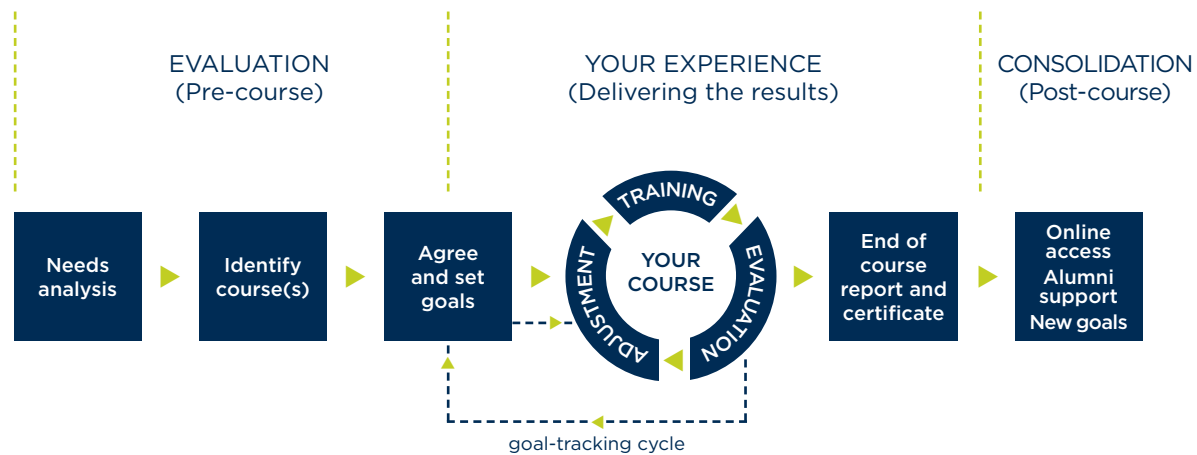 EVALUATION
(Pre-course)
YOUR EXPERIENCE
(Delivering the results)
CONSOLIDATION
(Post-course)
Needs
analysis
Identify
course(s)
Agree
and set
goals
TRAINING
EVALUATION
ADJUSTMENT
YOUR
COURSE
End of
course
report and
certificate
Online
access
Alumni
support
New goals
goal-tracking cycle